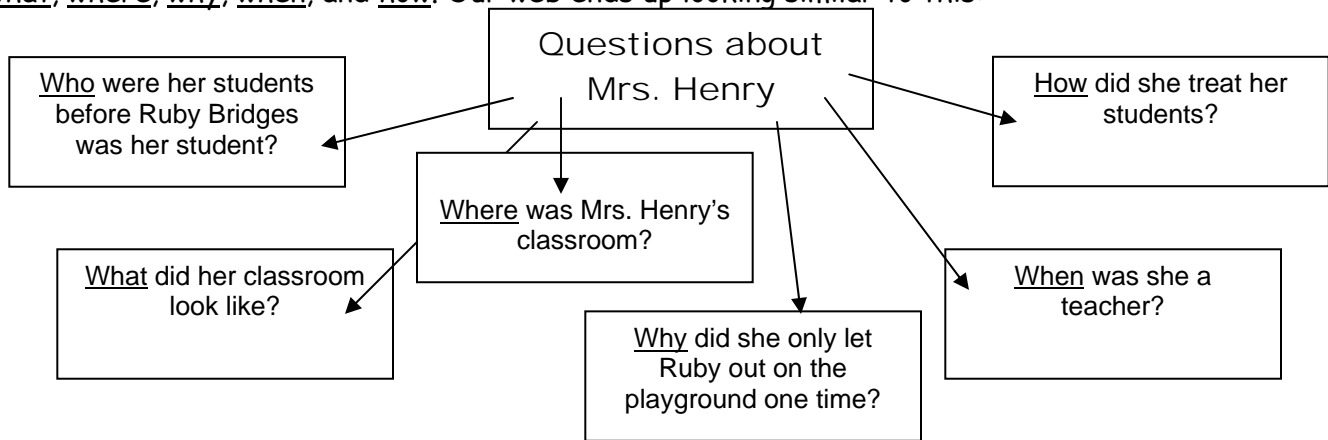 where, why, when, and how. Our web ends up looking similar to this
Questions about
Mrs. Henry
Who were her students
before Ruby Bridges
was her student?
How did she treat her
students?
Where was Mrs. Henry's
classroom?
What did her classroom
look like?
When was she a
teacher?
Why did she only let
Ruby out on the
playground one time?